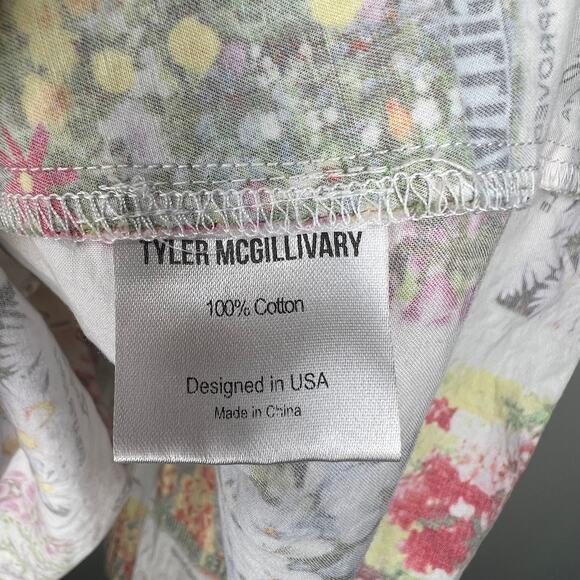 TYLER MCGILLIVARY
100% Cotton
Designed in USA
Made in China